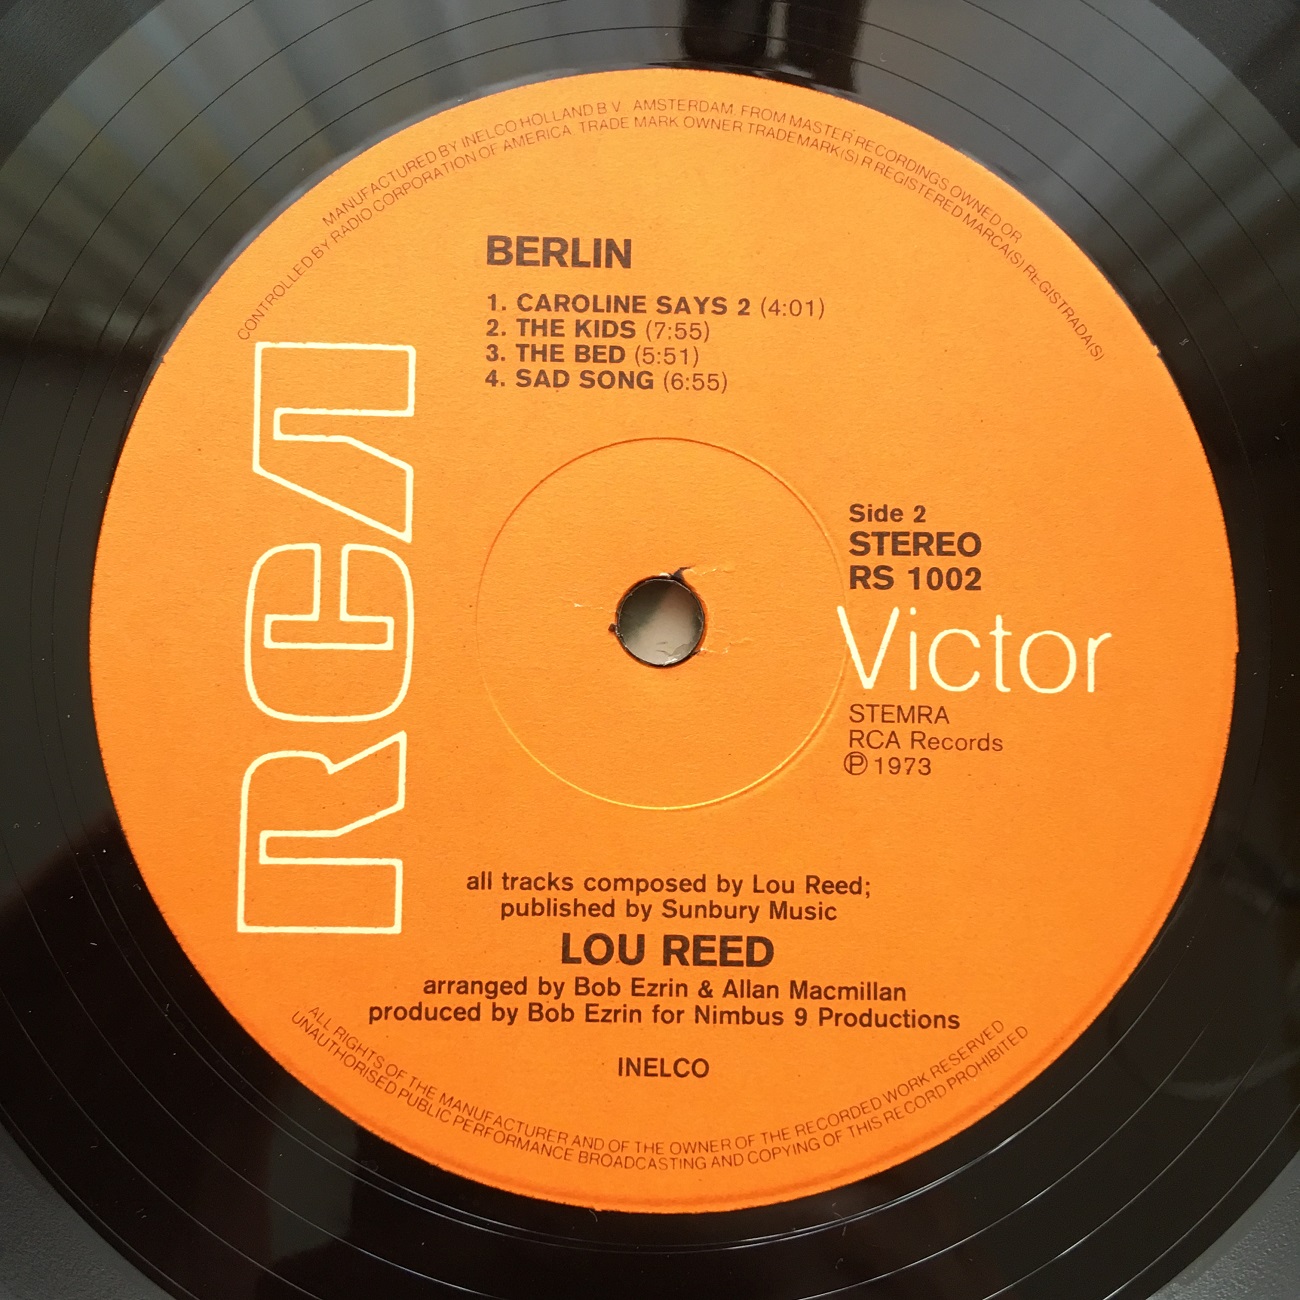 MANUFACTURED BY INELCO HOLLAND B.V. AMSTERDAM. FROM MASTER RECORDINGS OWNED OR
CONTROLLED BY RADIO CORPORATION OF AMERICA. TRADE MARK OWNER TRADEMARK(S) R REGISTERED MARCA(S) REGISTRADA(S)
BERLIN
1. CAROLINE SAYS 2 (4:01)
2. THE KIDS (7:55)
3. THE BED (5:51)
4. SAD SONG (6:55)
RCA
Side 2
STEREO
RS 1002
Victor
STEMRA
RCA Records
℗ 1973
all tracks composed by Lou Reed;
published by Sunbury Music
LOU REED
arranged by Bob Ezrin & Allan Macmillan
produced by Bob Ezrin for Nimbus 9 Productions
INELCO
ALL RIGHTS OF THE MANUFACTURER AND OF THE OWNER OF THE RECORDED WORK RESERVED
UNAUTHORISED PUBLIC PERFORMANCE BROADCASTING AND COPYING OF THIS RECORD PROHIBITED